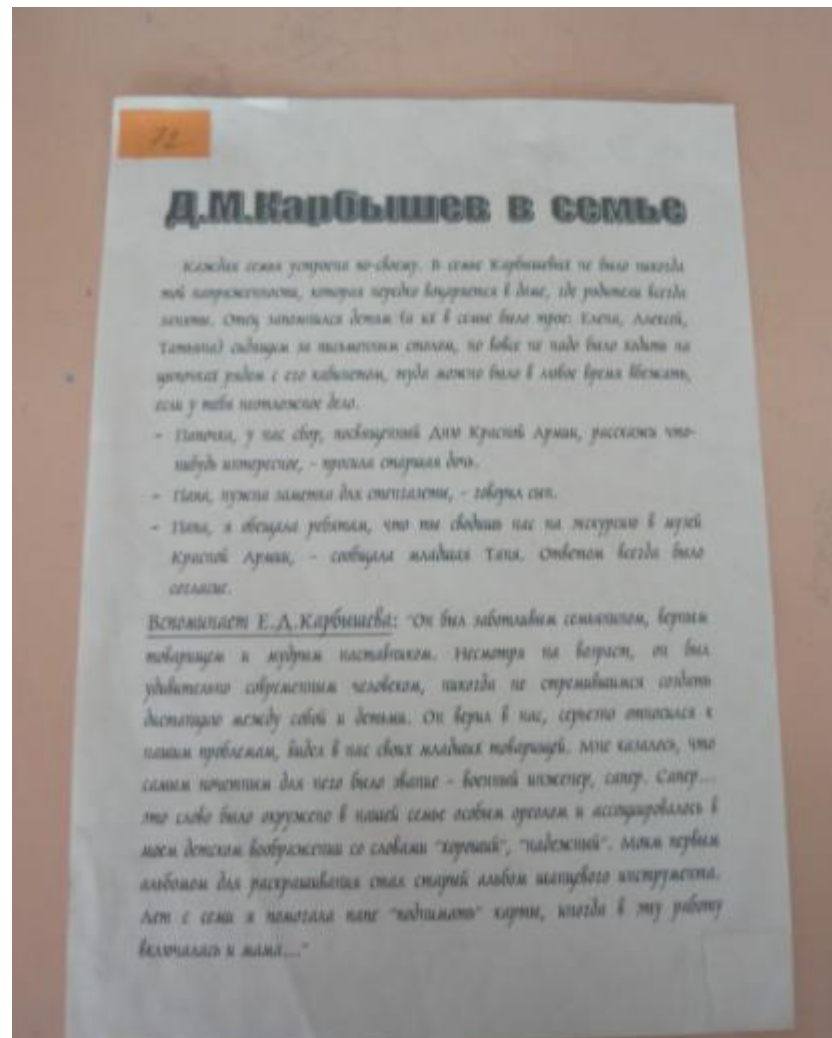 72
Д.М.Карбышев в семье
Каждая семья устроена по-своему. В семье Карбышевых не было никогда
той напряженности, которая нередко воцаряется в доме, где родители всегда
заняты. Отец запомнился детям (а их в семье было трое: Елена, Алексей,
Татьяна) сидящим за письменным столом, но вовсе не надо было ходить на
цыпочках рядом с его кабинетом, туда можно было в любое время вбежать,
если у тебя неотложное дело.
- Папочка, у нас сбор, посвященный Дню Красной Армии, расскажи что-
нибудь интересное, - просила старшая дочь.
- Папа, нужна заметка для стенгазеты, - говорил сын.
- Папа, я обещала ребятам, что ты сводишь нас на экскурсию в музей
Красной Армии, - сообщала младшая Таня. Ответом всегда было
согласие.
Вспоминает Е.Д.Карбышева: "Он был заботливым семьянином, верным
товарищем и мудрым наставником. Несмотря на возраст, он был
удивительно современным человеком, никогда не стремившимся создать
дистанцию между собой и детьми. Он верил в нас, серьезно относился к
нашим проблемам, видел в нас своих младших товарищей. Мне казалось, что
самым почетным для него было звание - военный инженер, сапер. Сапер...
это слово было окружено в нашей семье особым ореолом и ассоциировалось в
моем детском воображении со словами "хороший", "надежный". Моим первым
альбомом для раскрашивания стал старый альбом шанцевого инструмента.
Лет с семи я помогала папе "поднимать" карты, иногда в эту работу
включалась и мама..."